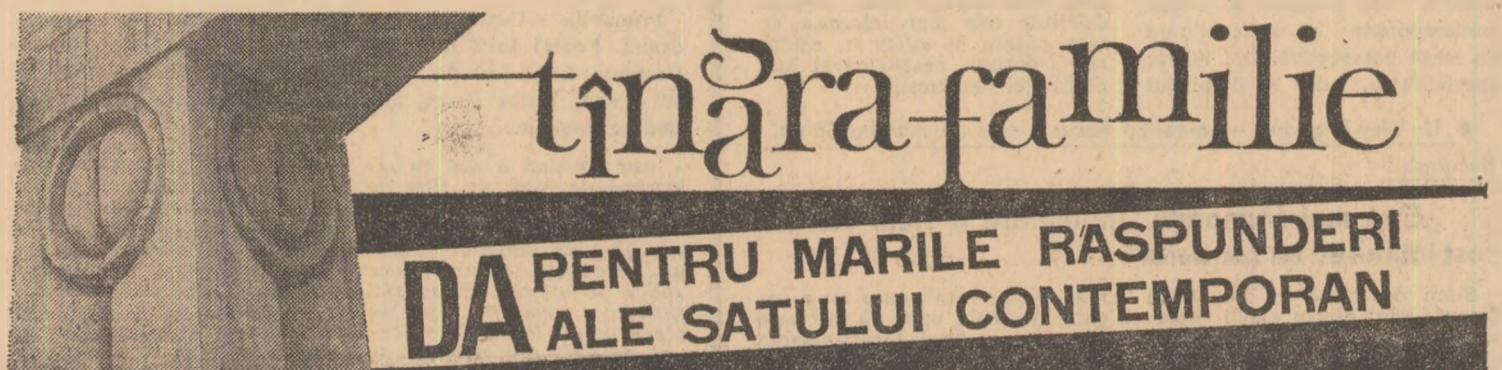 tînăra familie
DA PENTRU MARILE RĂSPUNDERI
ALE SATULUI CONTEMPORAN